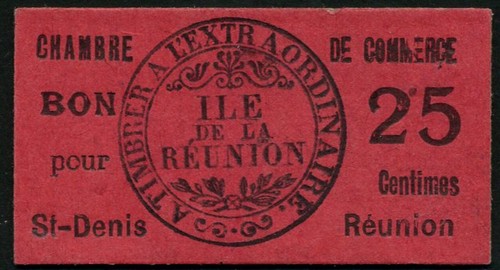 CHAMBRE DE COMMERCE
A TIMBRER A L'EXTRAORDINAIRE.
BON 25
ILE
DE LA
RÉUNION
pour Centimes
St-Denis Réunion